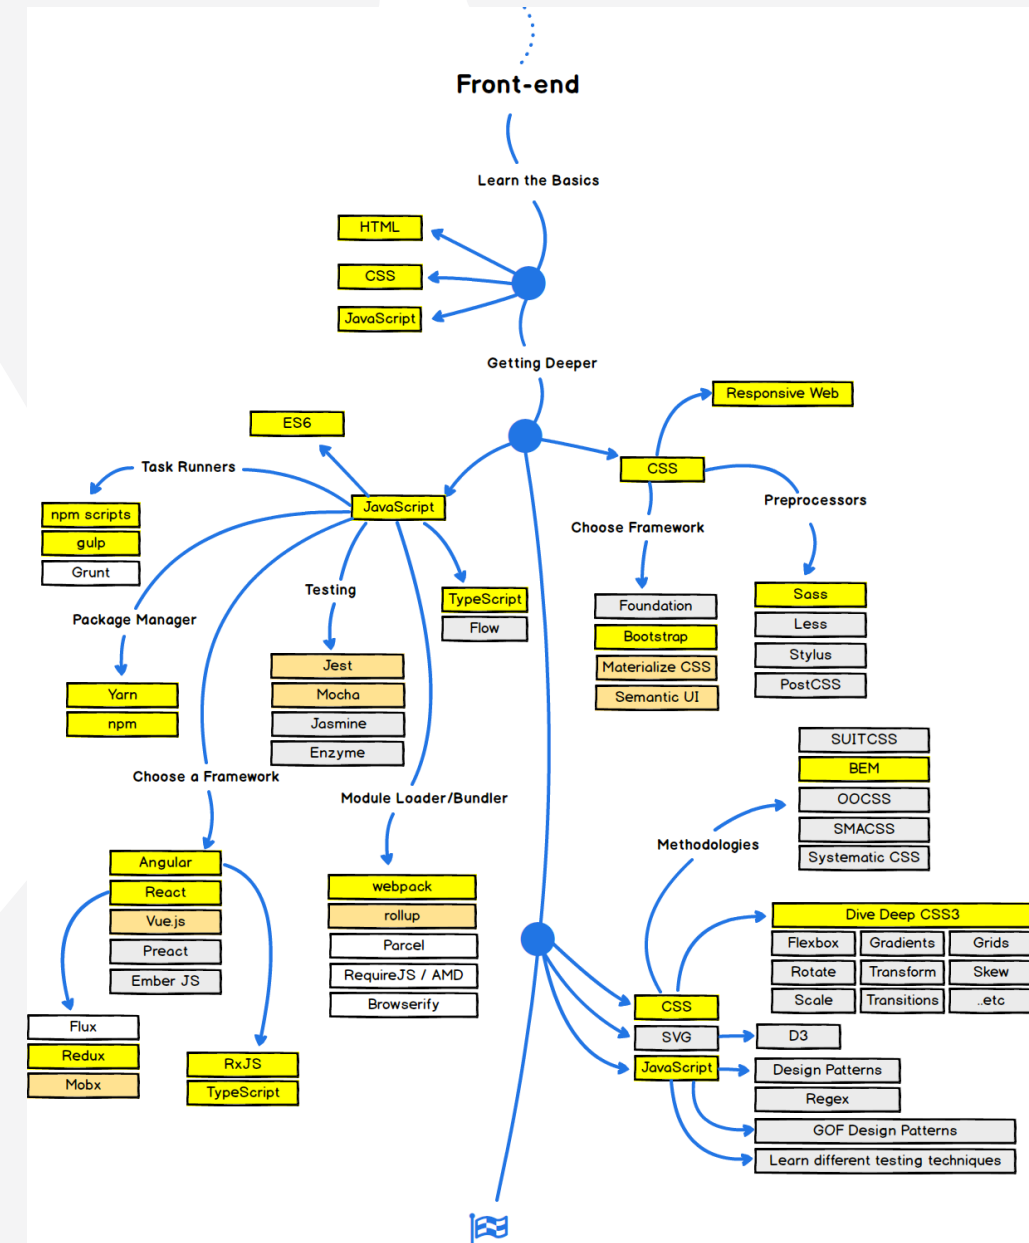 Front-end
Learn the Basics
HTML
CSS
JavaScript
Getting Deeper
Responsive Web
ES6
Task Runners
CSS
npm scripts
gulp
Grunt
JavaScript
Preprocessors
Choose Framework
Testing
TypeScript
Flow
Foundation
Bootstrap
Materialize CSS
Semantic UI
Sass
Less
Stylus
PostCSS
Package Manager
Yarn
npm
Jest
Mocha
Jasmine
Enzyme
Choose a Framework
Module Loader/Bundler
SUITCSS
BEM
OOCSS
SMACSS
Systematic CSS
Methodologies
Angular
React
Vue.js
Preact
Ember JS
webpack
rollup
Parcel
RequireJS / AMD
Browserify
Dive Deep CSS3
Flexbox Gradients Grids
Rotate Transform Skew
Scale Transitions ..etc
Flux
Redux
Mobx
RxJS
TypeScript
CSS
SVG
JavaScript
D3
Design Patterns
Regex
GOF Design Patterns
Learn different testing techniques